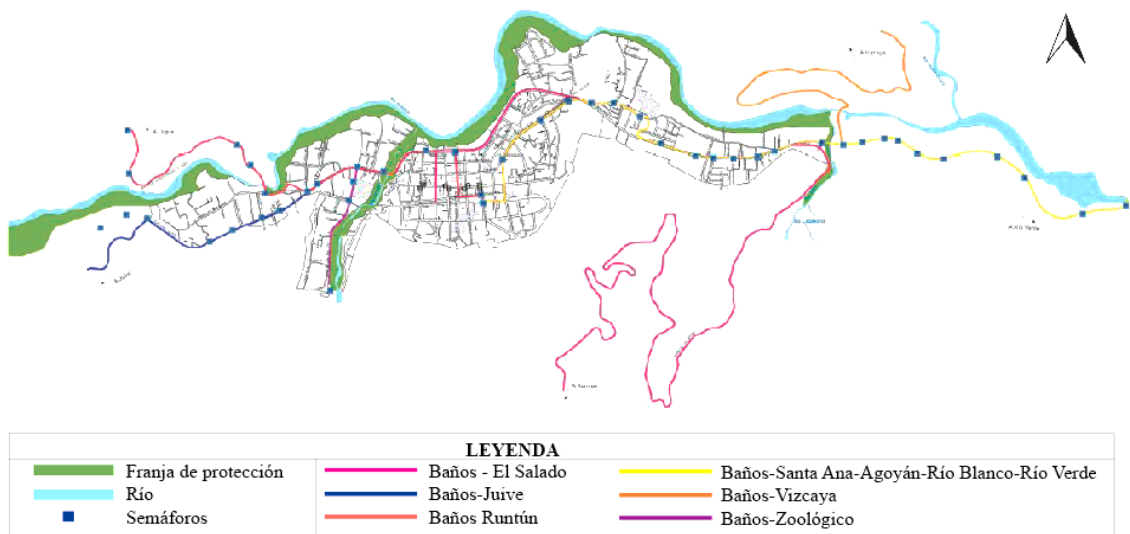 LEYENDA
Franja de protección
Río
Semáforos
Baños - El Salado
Baños-Juive
Baños Runtún
Baños-Santa Ana-Agoyán-Río Blanco-Río Verde
Baños-Vizcaya
Baños-Zoológico